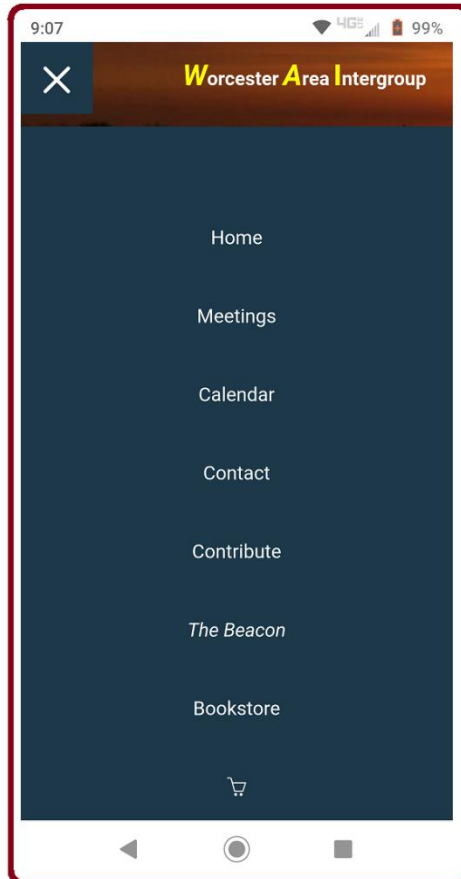 9:07 4G 99%
Worcester Area Intergroup
Home
Meetings
Calendar
Contact
Contribute
The Beacon
Bookstore